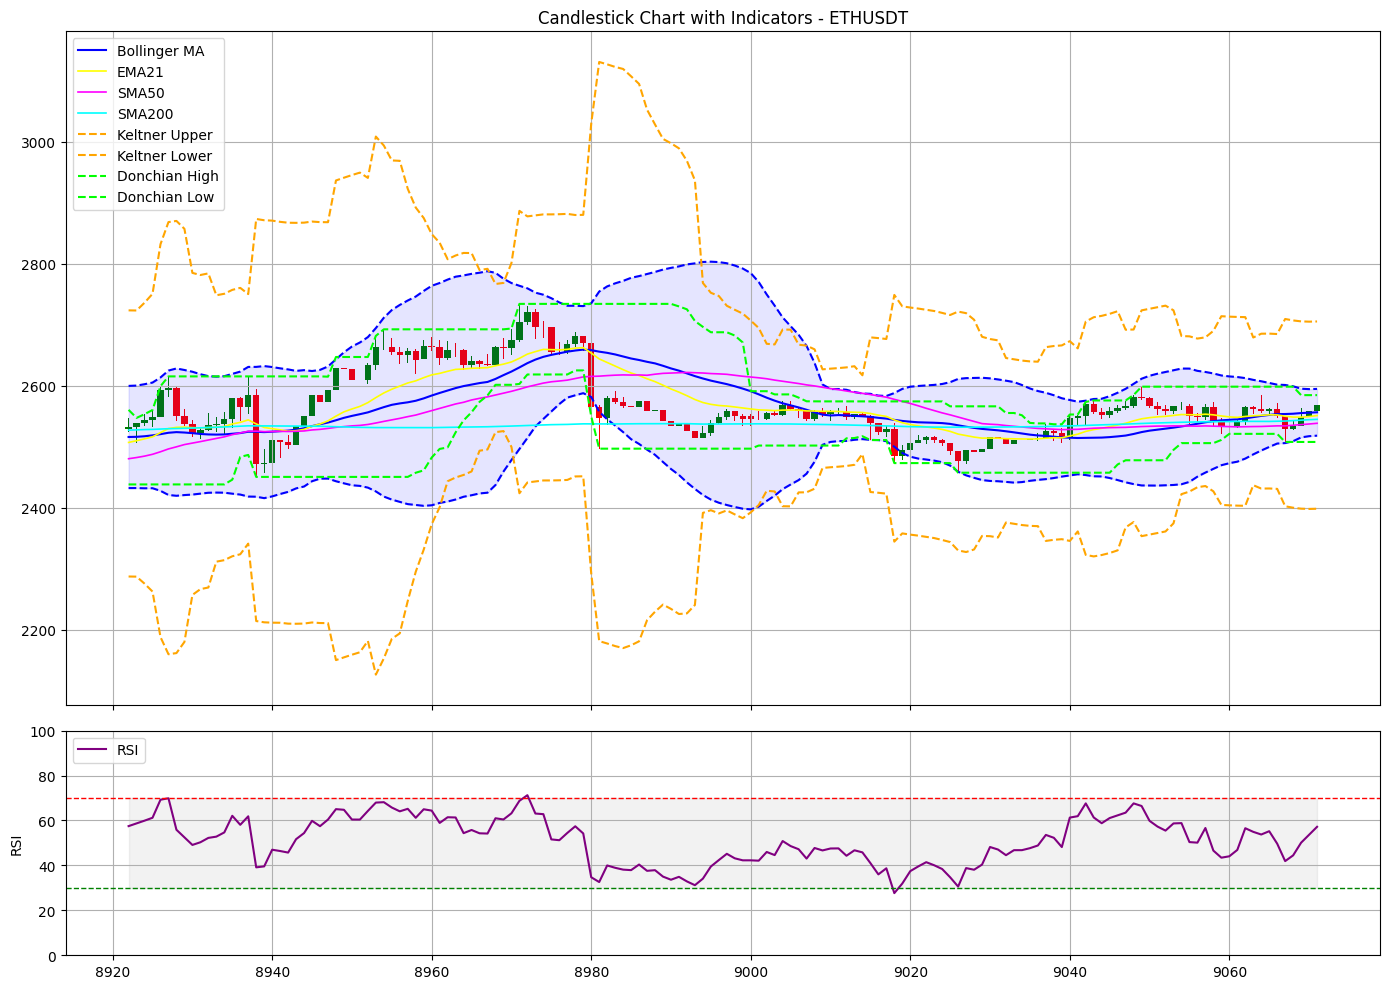 Candlestick Chart with Indicators - ETHUSDT
Bollinger MA
EMA21
SMA50
SMA200
Keltner Upper
Keltner Lower
Donchian High
Donchian Low
3000
2800
2600
2400
2200
RSI
100
80
60
40
20
0
RSI
8920
8940
8960
8980
9000
9020
9040
9060